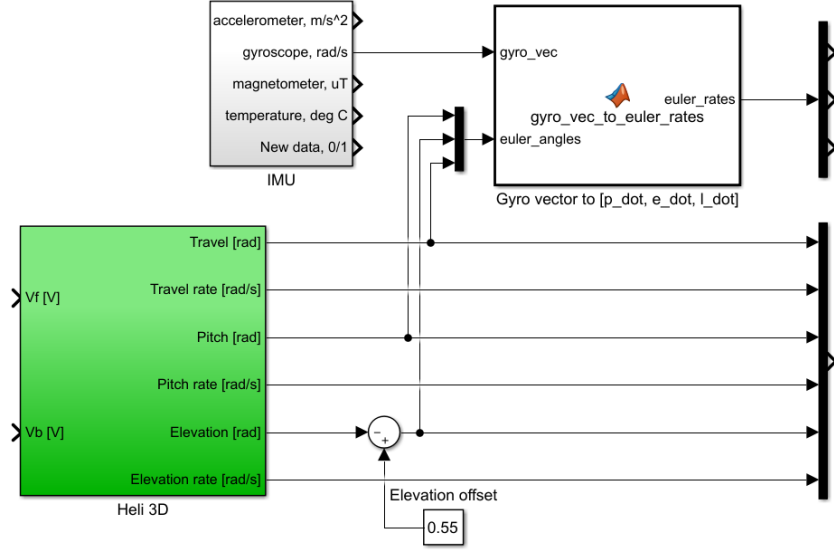 accelerometer, m/s^2
gyroscope, rad/s
magnetometer, uT
temperature, deg C
New data, 0/1
IMU
gyro_vec
euler_rates
gyro_vec_to_euler_rates
euler_angles
Gyro vector to [p_dot, e_dot, l_dot]
Travel [rad]
Travel rate [rad/s]
Vf [V]
Pitch [rad]
Pitch rate [rad/s]
Vb [V]
Elevation [rad]
−
+
Elevation rate [rad/s]
Heli 3D
Elevation offset
0.55